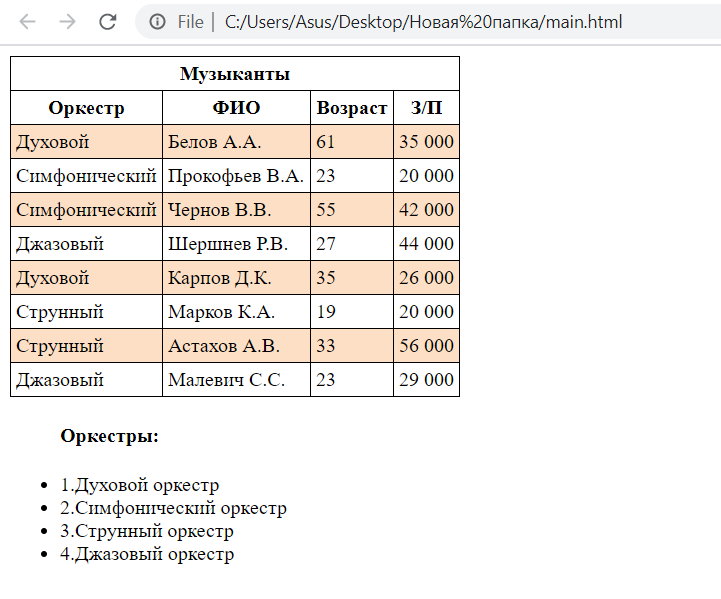 File | C:/Users/Asus/Desktop/Новая%20папка/main.html
Музыканты
Оркестр ФИО Возраст З/П
Духовой Белов А.А. 61 35 000
Симфонический Прокофьев В.А. 23 20 000
Симфонический Чернов В.В. 55 42 000
Джазовый Шершнев Р.В. 27 44 000
Духовой Карпов Д.К. 35 26 000
Струнный Марков К.А. 19 20 000
Струнный Астахов А.В. 33 56 000
Джазовый Малевич С.С. 23 29 000
Оркестры:
• 1.Духовой оркестр
• 2.Симфонический оркестр
• 3.Струнный оркестр
• 4.Джазовый оркестр